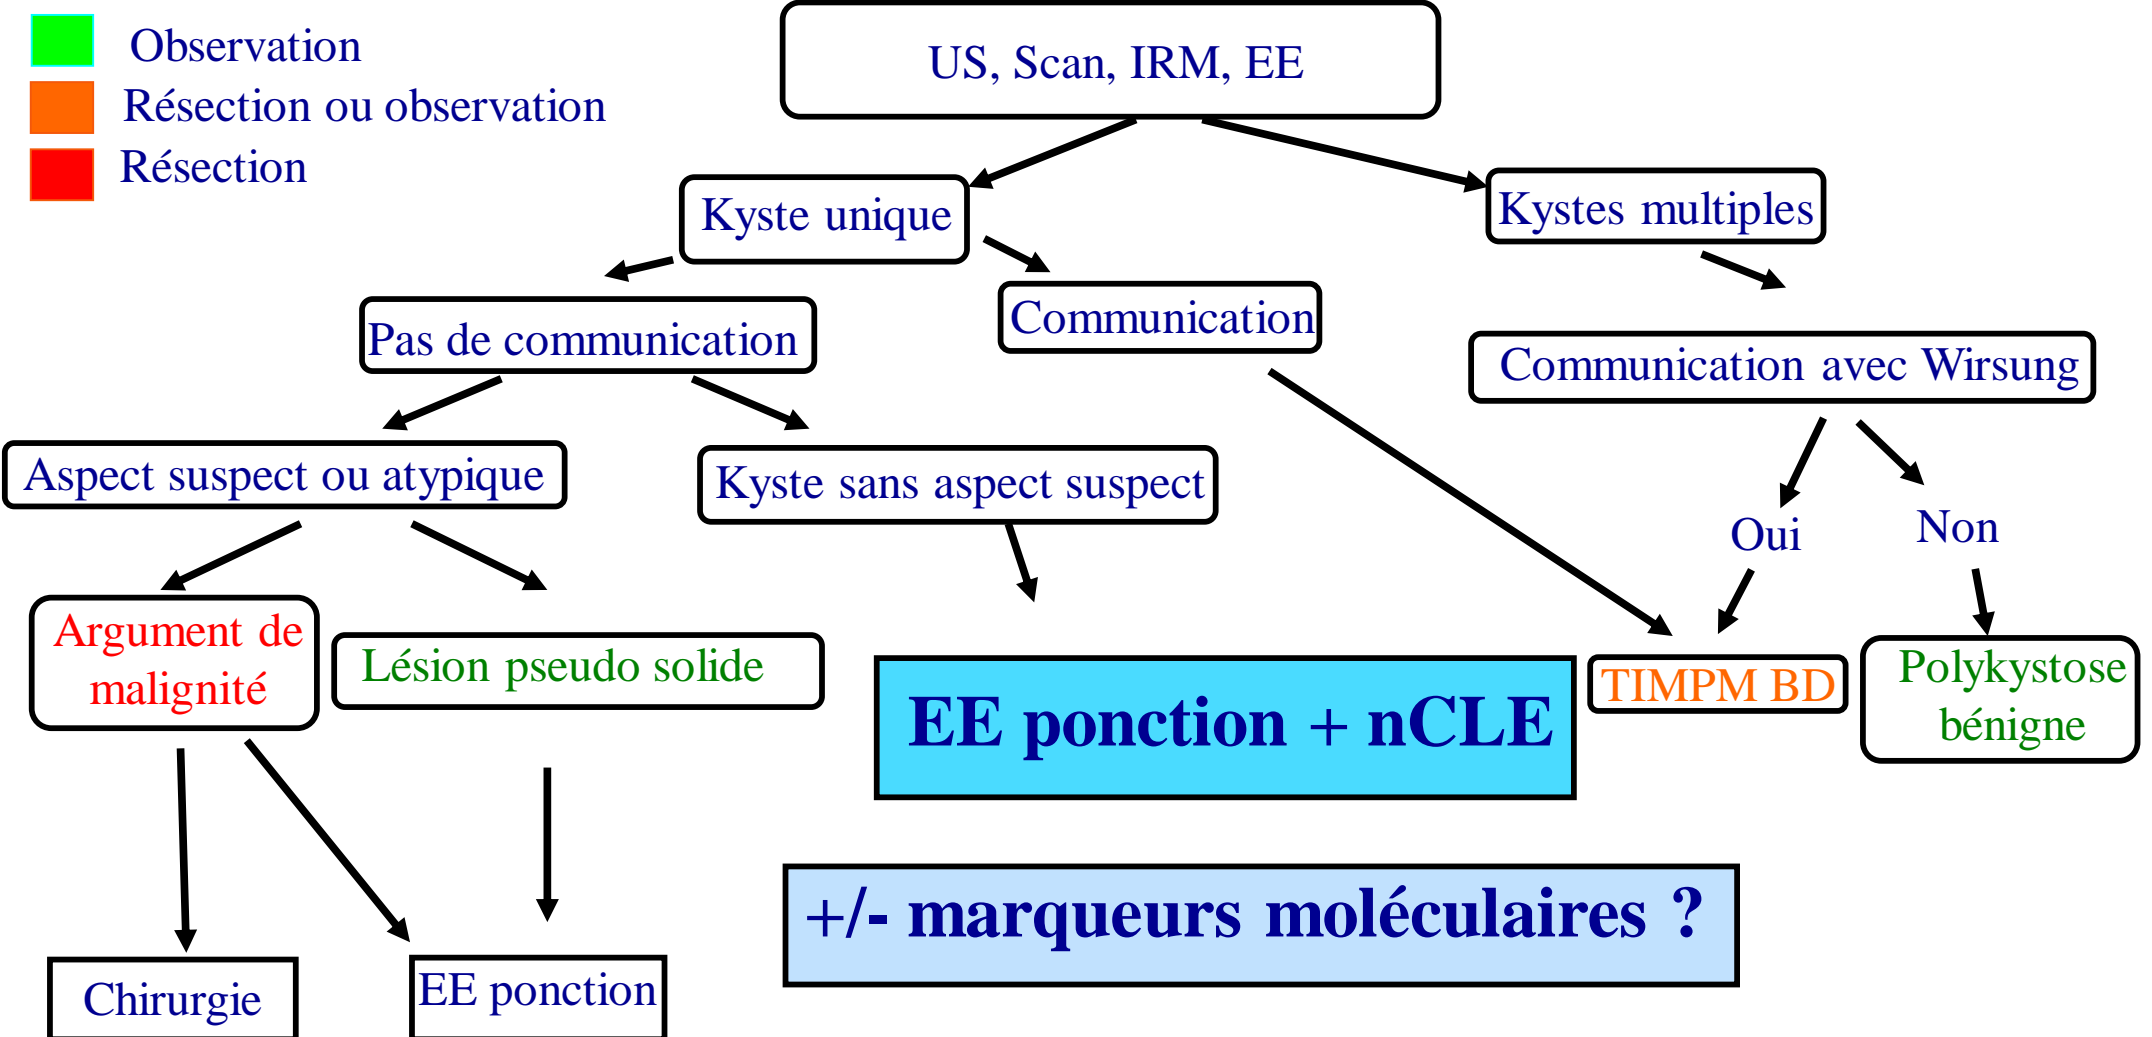 Observation
Résection ou observation
Résection
US, Scan, IRM, EE
Kyste unique
Kystes multiples
Pas de communication
Communication
Communication avec Wirsung
Aspect suspect ou atypique
Kyste sans aspect suspect
Oui
Non
Argument de
malignité
Lésion pseudo solide
EE ponction + nCLE
TIMPM BD
Polykystose
bénigne
+/- marqueurs moléculaires ?
Chirurgie
EE ponction